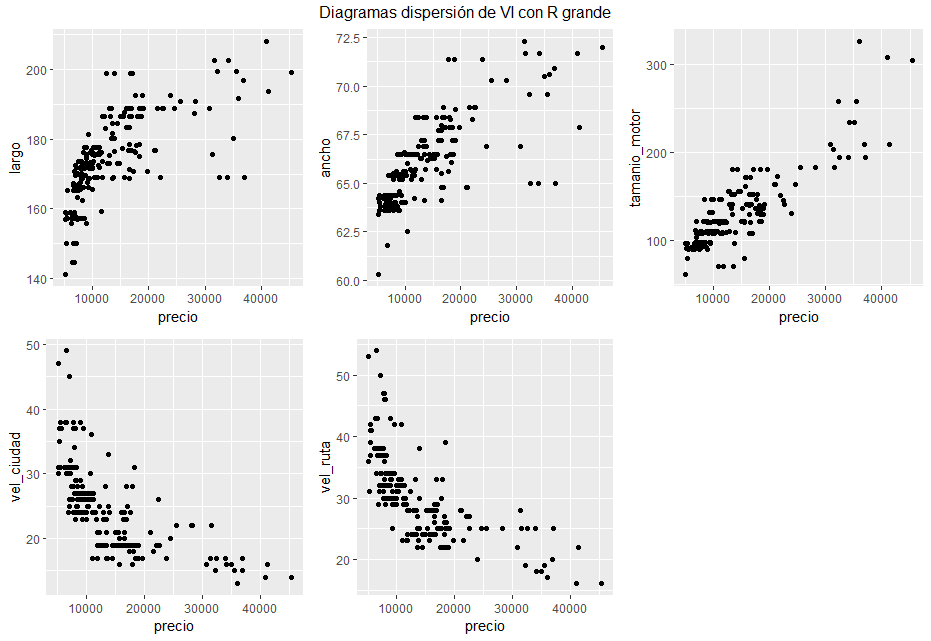 Diagramas dispersión de VI con R grande
largo
200
180
160
140
10000 20000 30000 40000
precio
ancho
72.5
70.0
67.5
65.0
62.5
60.0
10000 20000 30000 40000
precio
tamanio_motor
300
200
100
10000 20000 30000 40000
precio
vel_ciudad
50
40
30
20
10000 20000 30000 40000
precio
vel_ruta
50
40
30
20
10000 20000 30000 40000
precio